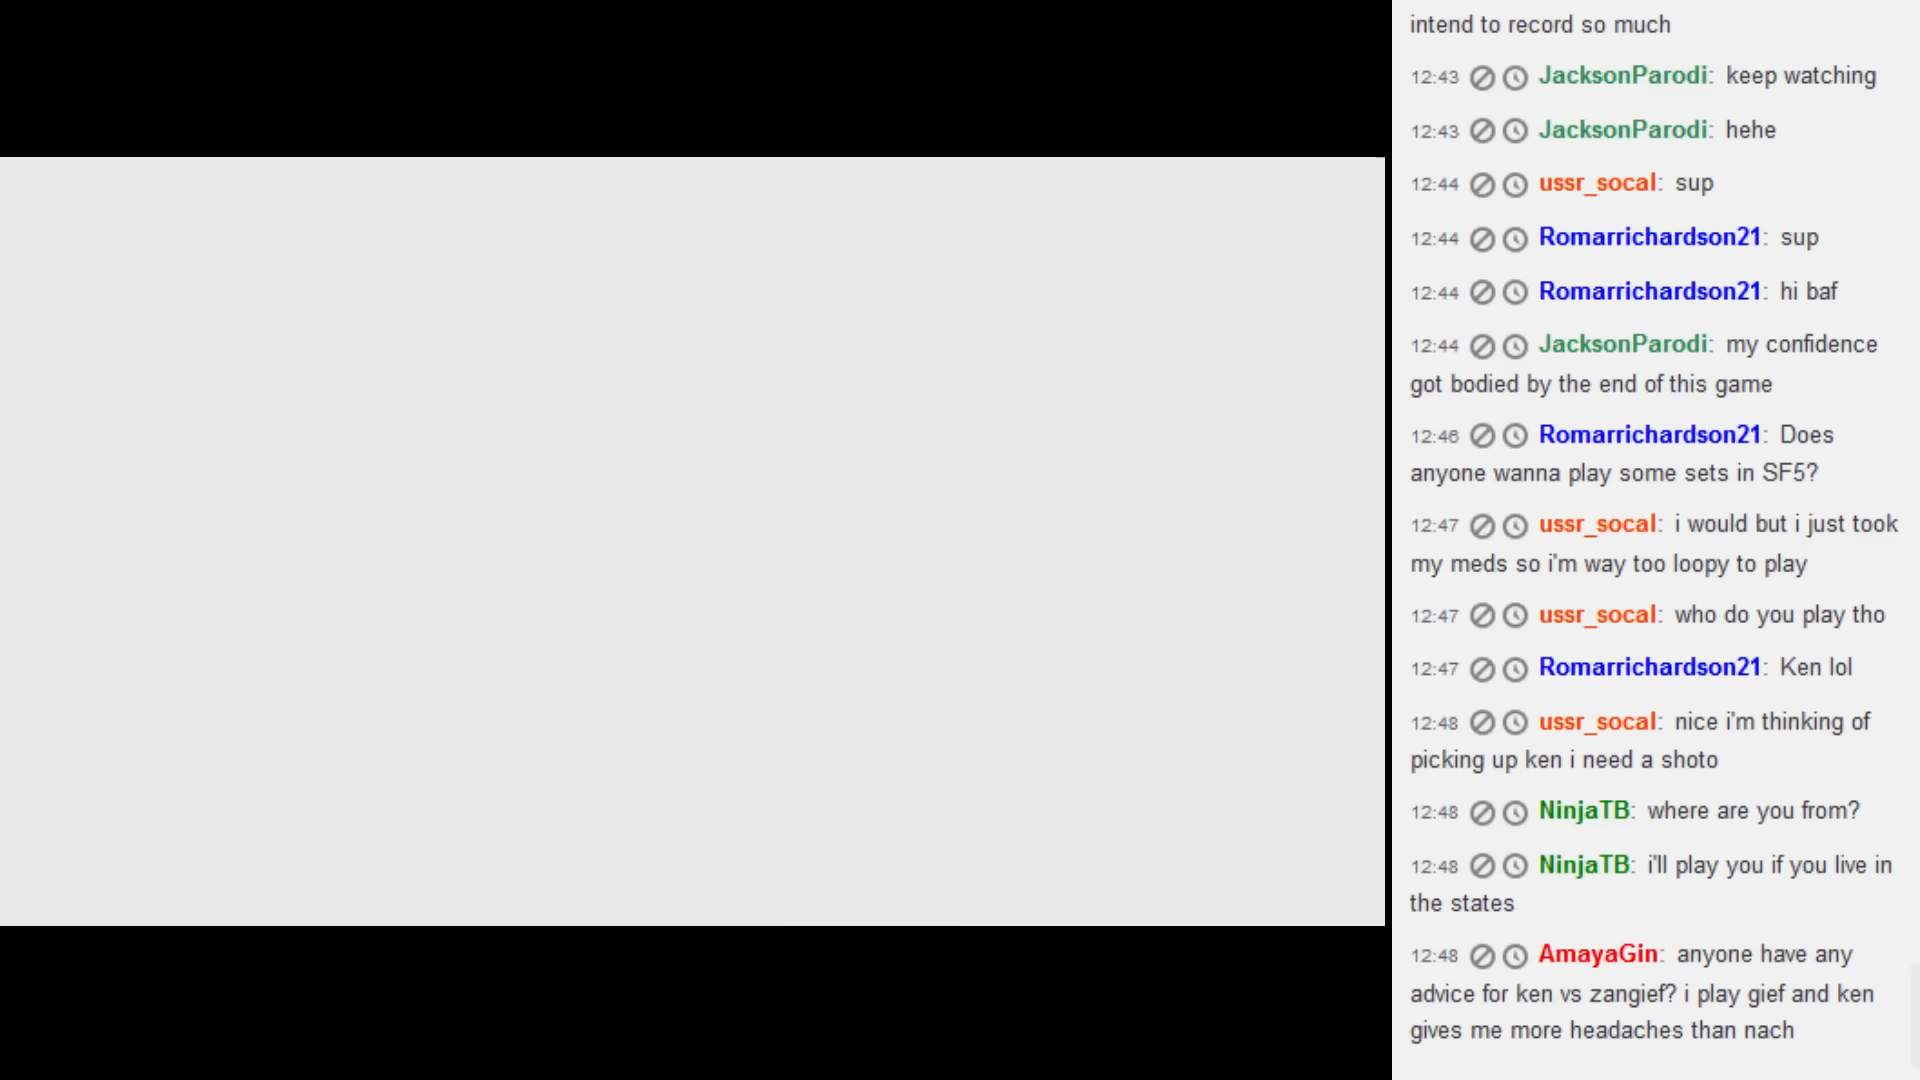 intend to record so much
12:43 JacksonParodi: keep watching
12:43 JacksonParodi: hehe
12:44 ussr_socal: sup
12:44 Romarrichardson21: sup
12:44 Romarrichardson21: hi baf
12:44 JacksonParodi: my confidence
got bodied by the end of this game
12:46 Romarrichardson21: Does
anyone wanna play some sets in SF5?
12:47 ussr_socal: i would but i just took
my meds so i'm way too loopy to play
12:47 ussr_socal: who do you play tho
12:47 Romarrichardson21: Ken lol
12:48 ussr_socal: nice i'm thinking of
picking up ken i need a shoto
12:48 NinjaTB: where are you from?
12:48 NinjaTB: i'll play you if you live in
the states
12:48 AmayaGin: anyone have any
advice for ken vs zangief? i play gief and ken
gives me more headaches than nach